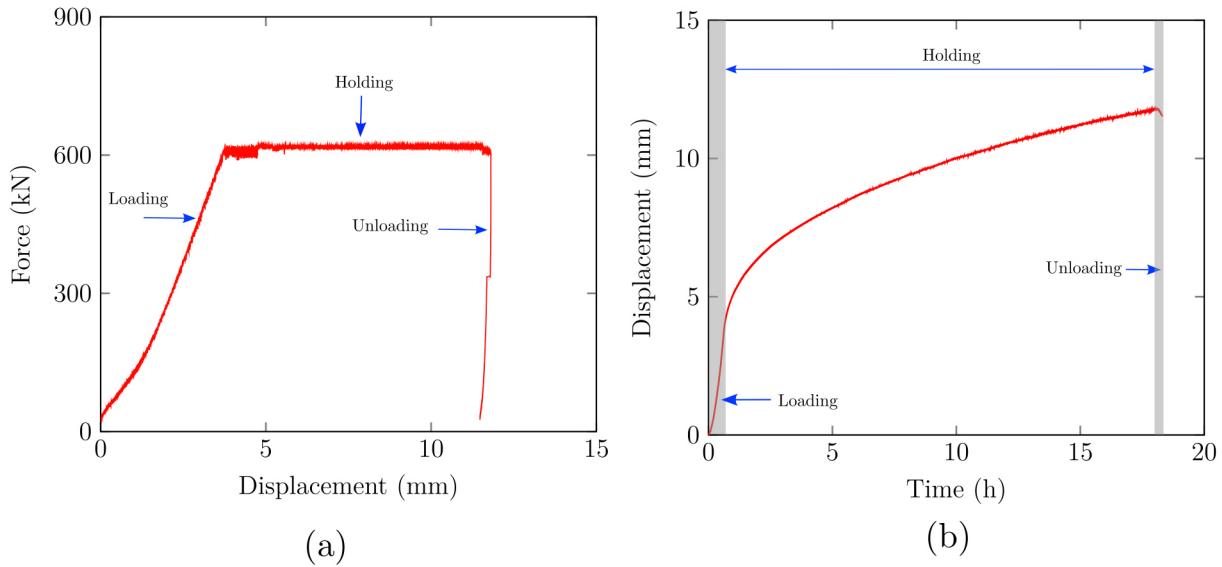 900
600
300
0
Force (kN)
Holding
Loading
Unloading
0
5
10
15
Displacement (mm)
(a)
15
10
5
0
Displacement (mm)
Holding
Unloading
Loading
0
5
10
15
20
Time (h)
(b)